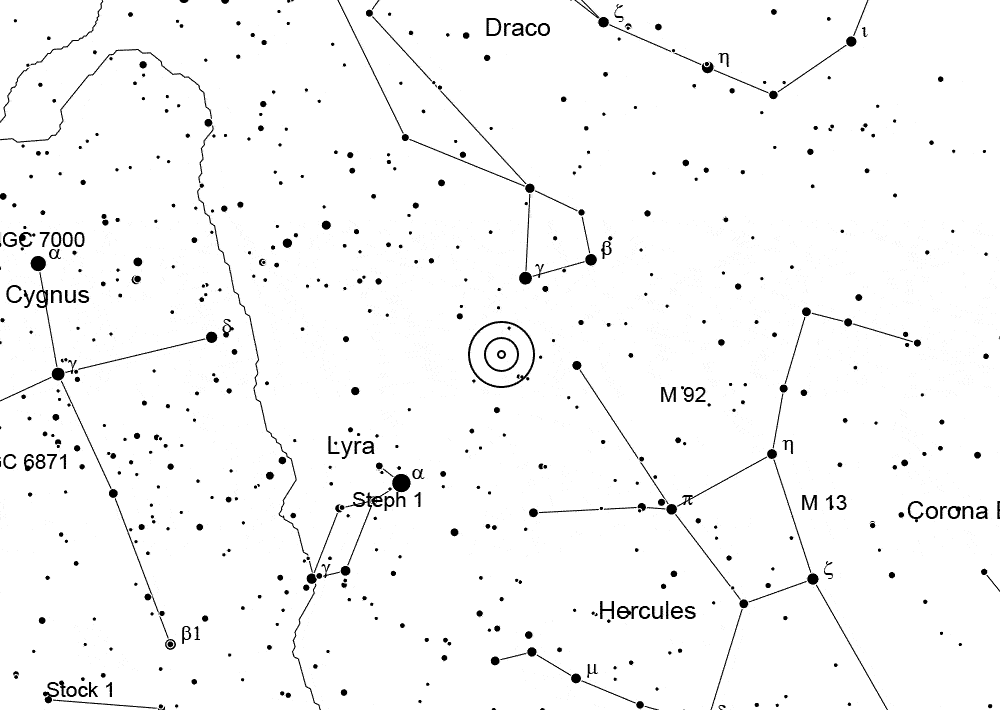 Draco
ζ
η
ι
β
γ
GC 7000
α
Cygnus
δ
γ
M 92
Lyra
α
η
C 6871
Steph 1
π
M 13
Corona
γ
ζ
Hercules
β1
μ
Stock 1